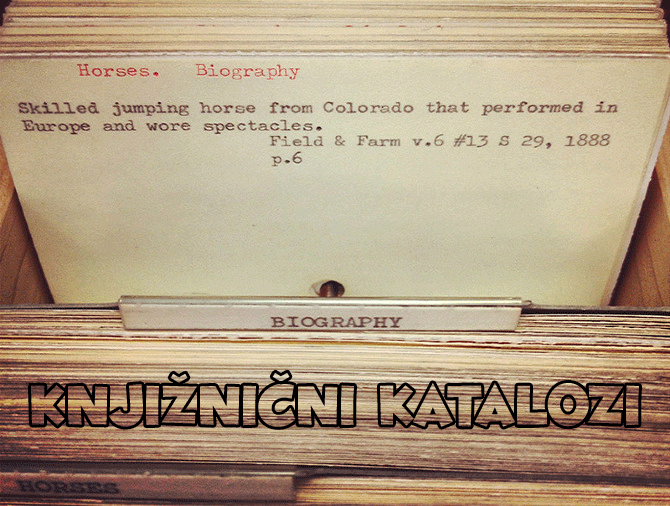 Horses. Biography
Skilled jumping horse from Colorado that performed in
Europe and wore spectacles.
Field & Farm v.6 #13 S 29, 1888
p.6
BIOGRAPHY
KNJIŽNIČNI KATALOZI
HORSES